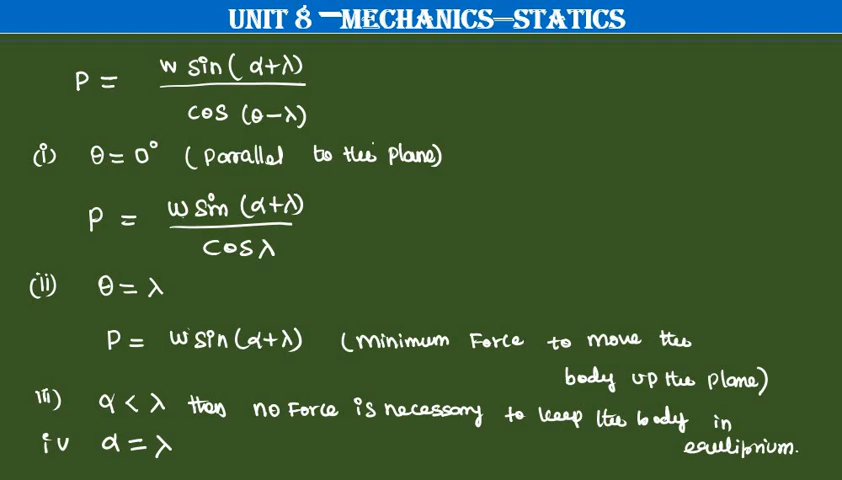 UNIT 8 – MECHANICS – STATICS
P = W sin(α+λ) / cos(θ−λ)
(i) θ = 0° (parallel to the plane)
P = W sin(α+λ) / cos λ
(ii) θ = λ
P = W sin(α+λ) (minimum Force to move the
body up the plane)
iii) α < λ then no Force is necessary to keep the body in
equilibrium.
iv α = λ